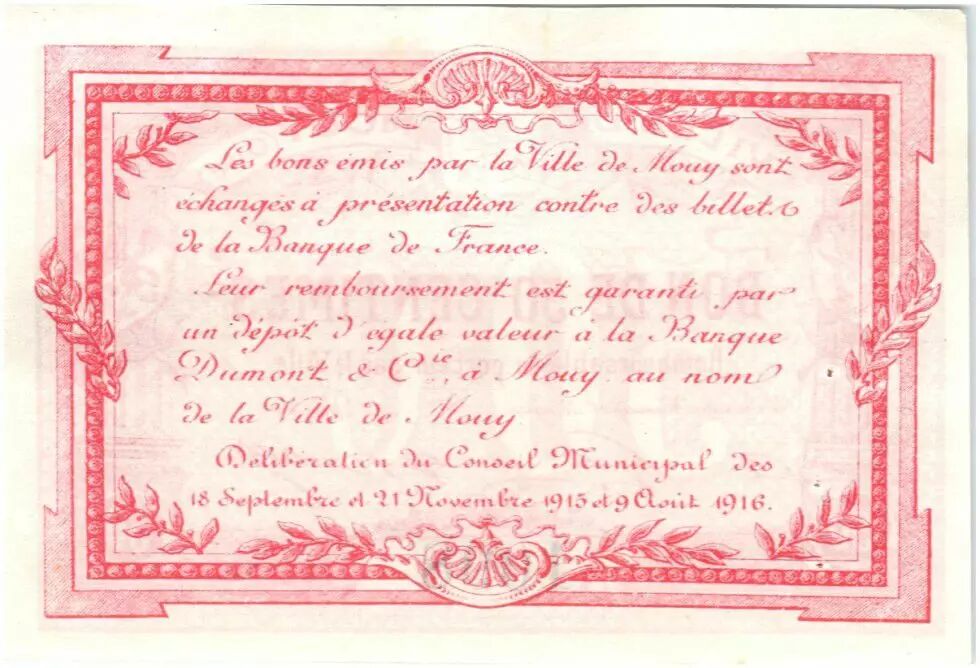 Les bons émis par la Ville de Mouy sont
échangés à présentation contre des billets
de la Banque de France.
Leur remboursement est garanti par
un dépôt d'egale valeur à la Banque
Dumont & Cie, à Mouy au nom
de la Ville de Mouy
Délibération du Conseil Municipal des
18 Septembre et 21 Novembre 1915 et 9 Août 1916.